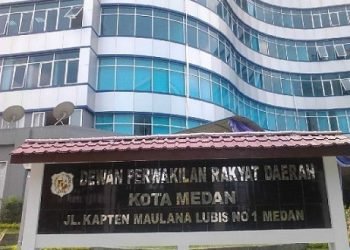 DEWAN PERWAKILAN RAKYAT DAERAH
KOTA MEDAN
JL. KAPTEN MAULANA LUBIS NO 1 MEDAN